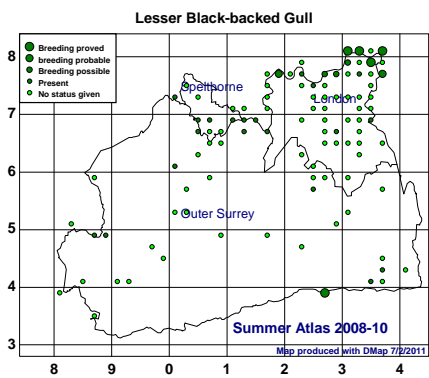 Lesser Black-backed Gull
Breeding proved
breeding probable
Breeding possible
Present
No status given
8
7
6
5
4
3
Spelthorne
London
Outer Surrey
Summer Atlas 2008-10
Map produced with DMap 7/2/2011
8 9 0 1 2 3 4